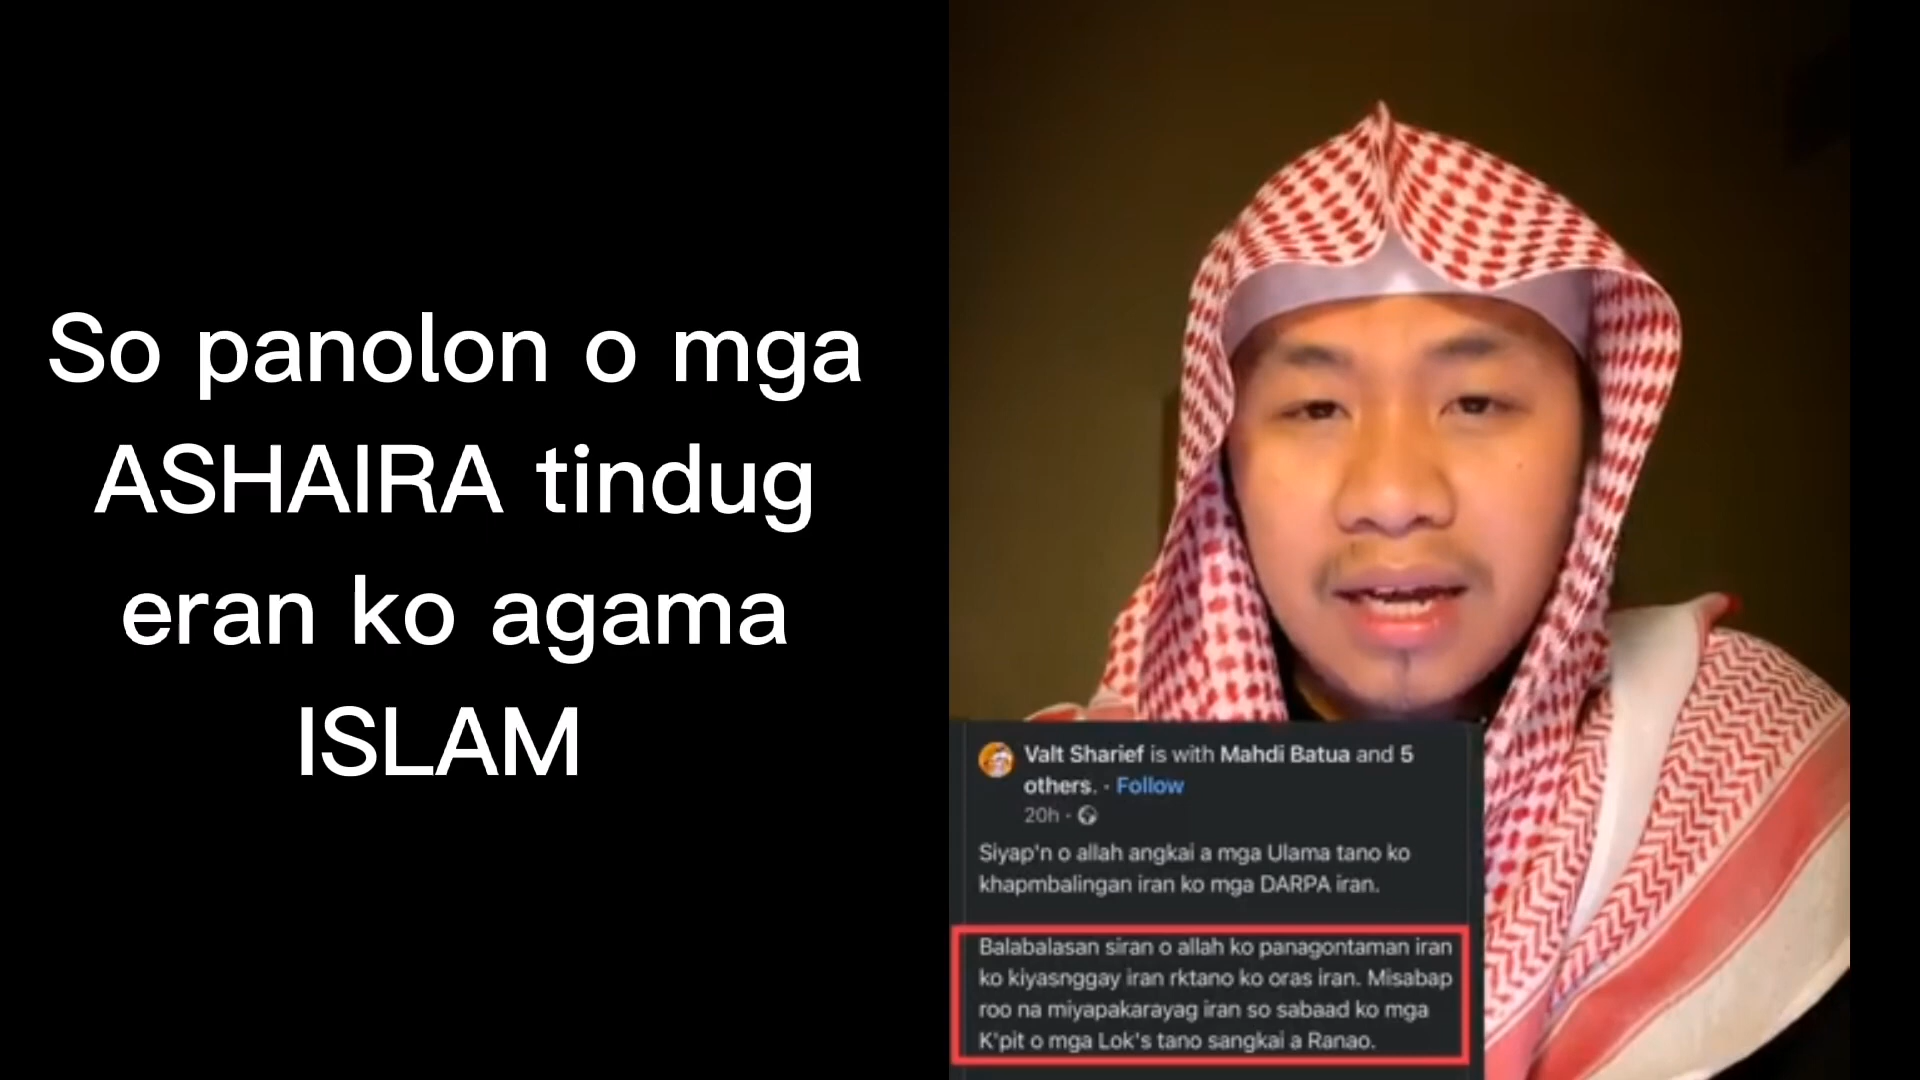 So panolon o mga
ASHAIRA tindug
eran ko agama
ISLAM
Valt Sharief is with Mahdi Batua and 5
others. · Follow
20h ·
Siyap'n o allah angkai a mga Ulama tano ko
khapmbalingan iran ko mga DARPA iran.
Balabalasan siran o allah ko panagontaman iran
ko kiyasnggay iran rktano ko oras iran. Misabap
roo na miyapakarayag iran so sabaad ko mga
K'pit o mga Lok's tano sangkai a Ranao.